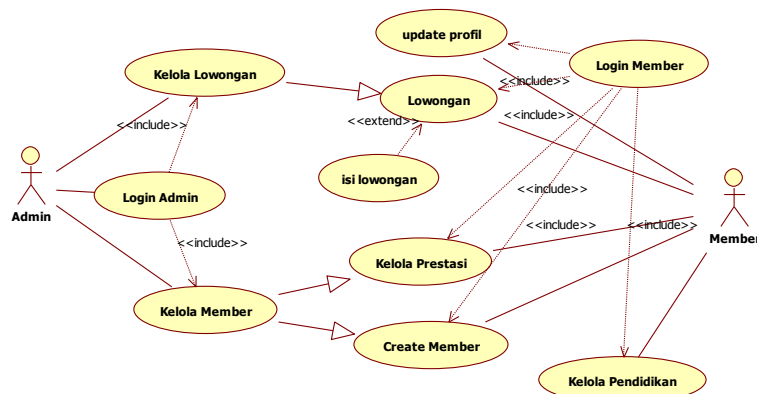 update profil
Login Member
Kelola Lowongan
<<include>>
Lowongan
<<include>>
<<extend>>
isi lowongan
Login Admin
Admin
<<include>>
Member
<<include>>
<<include>>
<<include>>
Kelola Prestasi
Kelola Member
Create Member
Kelola Pendidikan